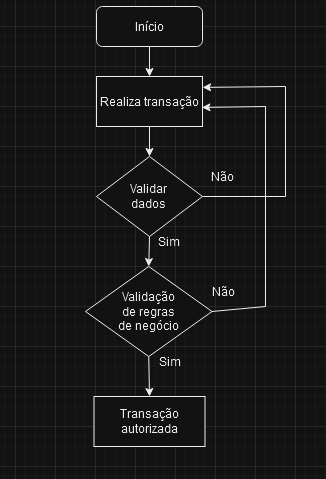 Início
Realiza transação
Validar
dados
Não
Sim
Validação
de regras
de negócio
Não
Sim
Transação
autorizada